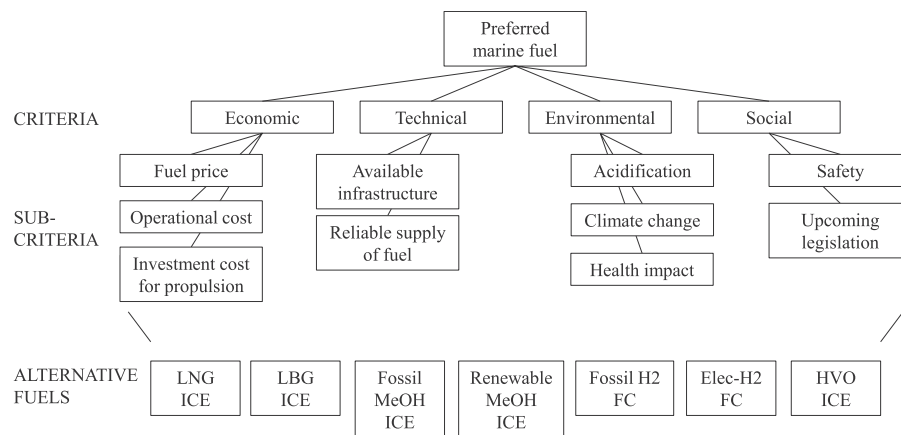 Preferred
marine fuel
CRITERIA
Economic
Technical
Environmental
Social
Fuel price
Available
infrastructure
Acidification
Safety
SUB-
CRITERIA
Operational cost
Reliable supply
of fuel
Climate change
Upcoming
legislation
Investment cost
for propulsion
Health impact
ALTERNATIVE
FUELS
LNG
ICE
LBG
ICE
Fossil
MeOH
ICE
Renewable
MeOH
ICE
Fossil H2
FC
Elec-H2
FC
HVO
ICE